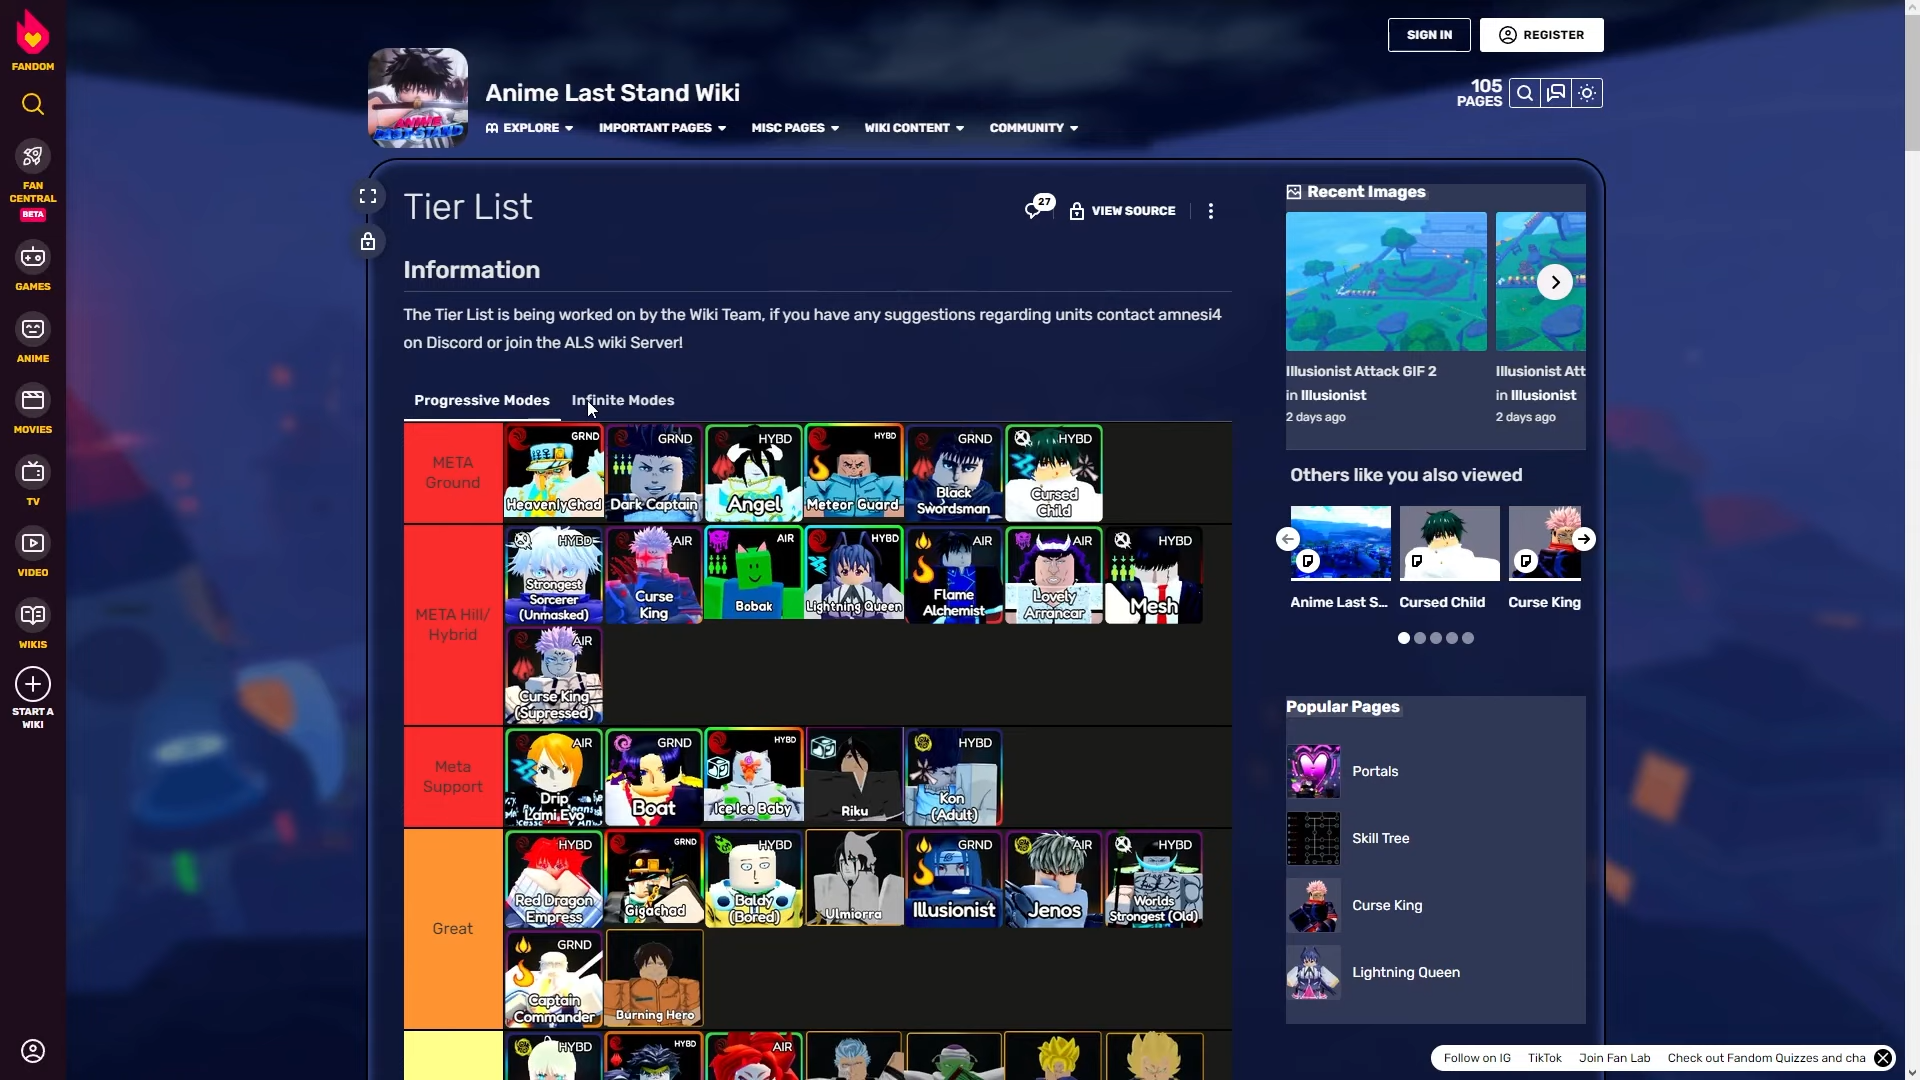 FANDOM
FAN
CENTRAL
BETA
GAMES
ANIME
MOVIES
TV
VIDEO
WIKIS
START A
WIKI
SIGN IN
REGISTER
Anime Last Stand Wiki
105
PAGES
EXPLORE
IMPORTANT PAGES
MISC PAGES
WIKI CONTENT
COMMUNITY
ANIME
LAST STAND
Tier List
27
VIEW SOURCE
Information
The Tier List is being worked on by the Wiki Team, if you have any suggestions regarding units contact amnesi4
on Discord or join the ALS wiki Server!
Progressive Modes
Infinite Modes
META
Ground
GRND
HeavenlyChad
GRND
Dark Captain
HYBD
Angel
HYBD
Meteor Guard
GRND
Black
Swordsman
HYBD
Cursed
Child
META Hill/
Hybrid
HYBD
Strongest
Sorcerer
(Unmasked)
AIR
Curse
King
AIR
Bobak
HYBD
Lightning Queen
AIR
Flame
Alchemist
AIR
Lovely
Arrancar
HYBD
Mesh
AIR
Curse King
(Supressed)
Meta
Support
AIR
Drip
Lami Evo
GRND
Boat
HYBD
Ice Ice Baby
Riku
HYBD
Kon
(Adult)
Great
HYBD
Red Dragon
Empress
GRND
Gigachad
HYBD
Baldy
(Bored)
Ulmiorra
GRND
Illusionist
AIR
Jenos
HYBD
Worlds
Strongest (Old)
GRND
Captain
Commander
Burning Hero
HYBD
HYBD
AIR
Recent Images
Illusionist Attack GIF 2
in Illusionist
2 days ago
Illusionist Att
in Illusionist
2 days ago
Others like you also viewed
Anime Last S...
Cursed Child
Curse King
Popular Pages
Portals
Skill Tree
Curse King
Lightning Queen
Follow on IG
TikTok
Join Fan Lab
Check out Fandom Quizzes and cha